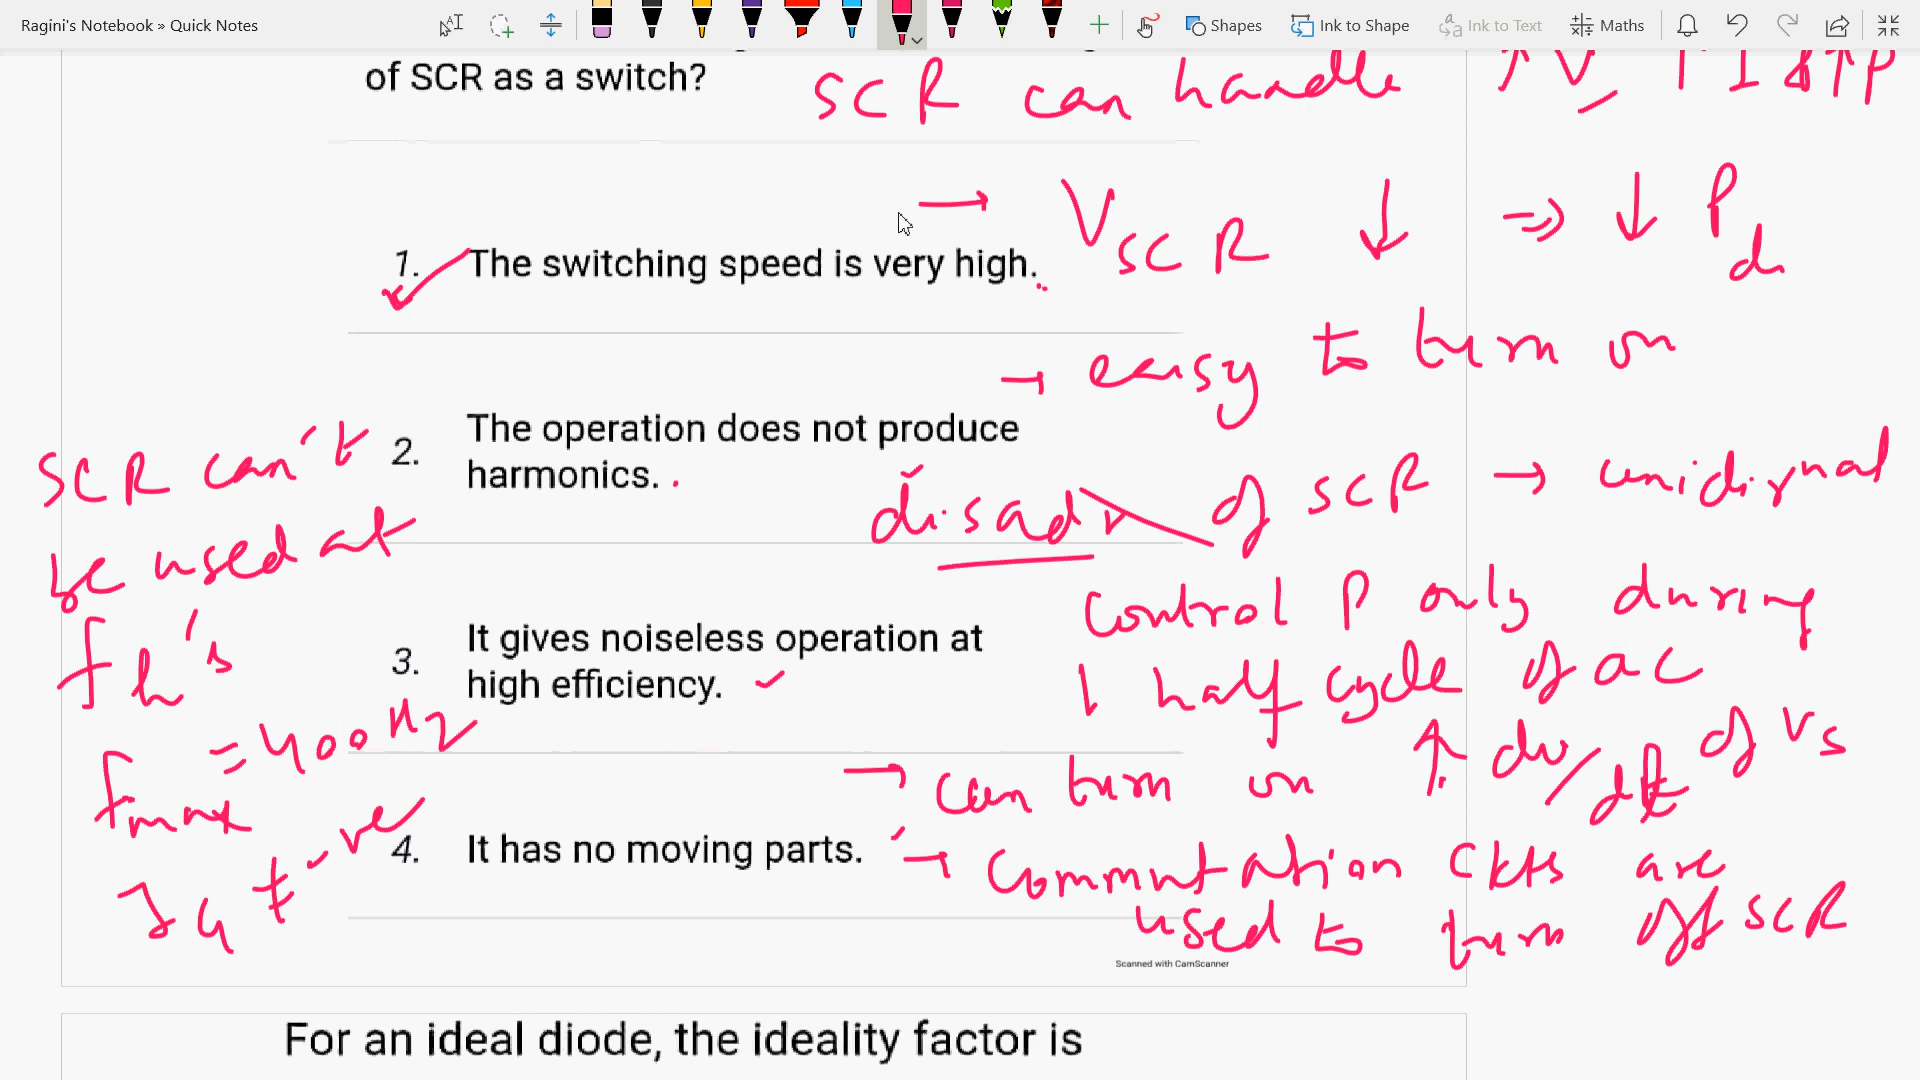 Ragini's Notebook » Quick Notes
Shapes
Ink to Shape
Ink to Text
Maths
of SCR as a switch?
SCR can handle ↑V, ↑I & ↑P
→ VSCR ↓ ⇒ ↓ Pd
1. The switching speed is very high.
→ easy to turn on
2. The operation does not produce
harmonics.
SCR can't
be used at
fh's
fmax = 400Hz
disadv of SCR →
Control P only during
1 half cycle of ac
3. It gives noiseless operation at
high efficiency.
→ Can turn on ↑ dv/dt of Vs
4. It has no moving parts.
→ Commutation Ckts are
used to turn off SCR
-ve
Scanned with CamScanner
For an ideal diode, the ideality factor is